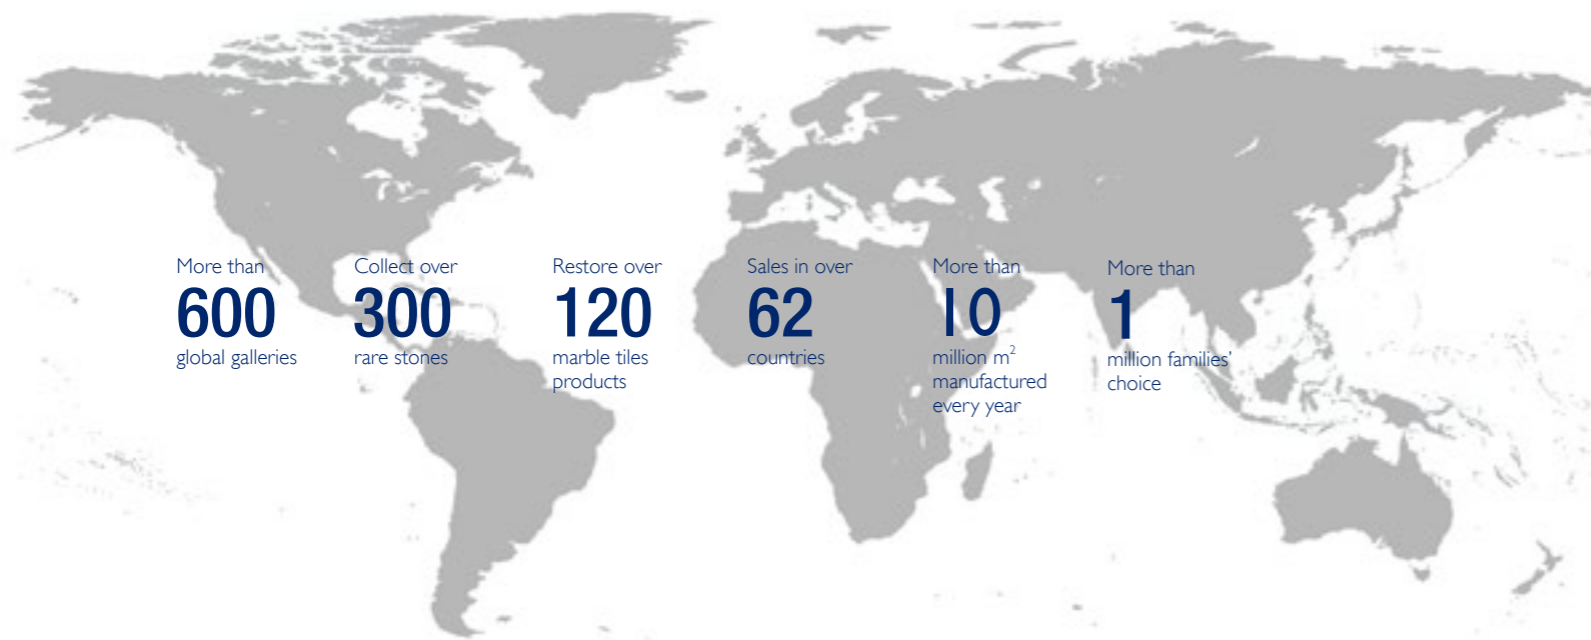 More than
600
global galleries
Collect over
300
rare stones
Restore over
120
marble tiles
products
Sales in over
62
countries
More than
10
million m²
manufactured
every year
More than
1
million families'
choice